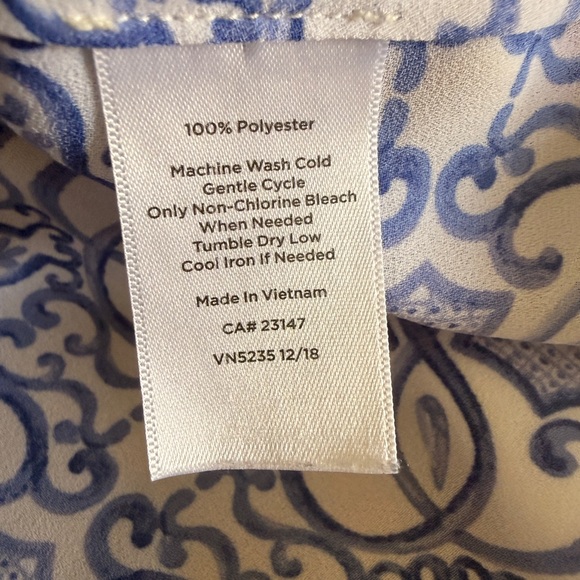 100% Polyester
Machine Wash Cold
Gentle Cycle
Only Non-Chlorine Bleach
When Needed
Tumble Dry Low
Cool Iron If Needed
Made In Vietnam
CA# 23147
VN5235 12/18